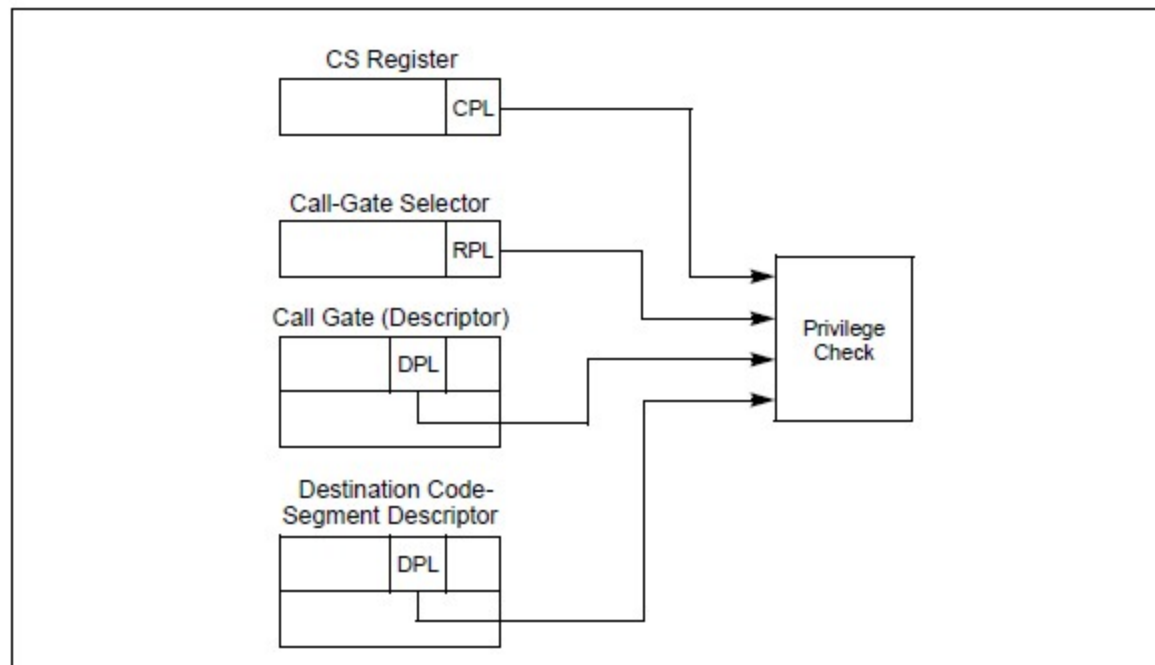 CS Register
CPL
Call-Gate Selector
RPL
Call Gate (Descriptor)
DPL
Privilege
Check
Destination Code-
Segment Descriptor
DPL